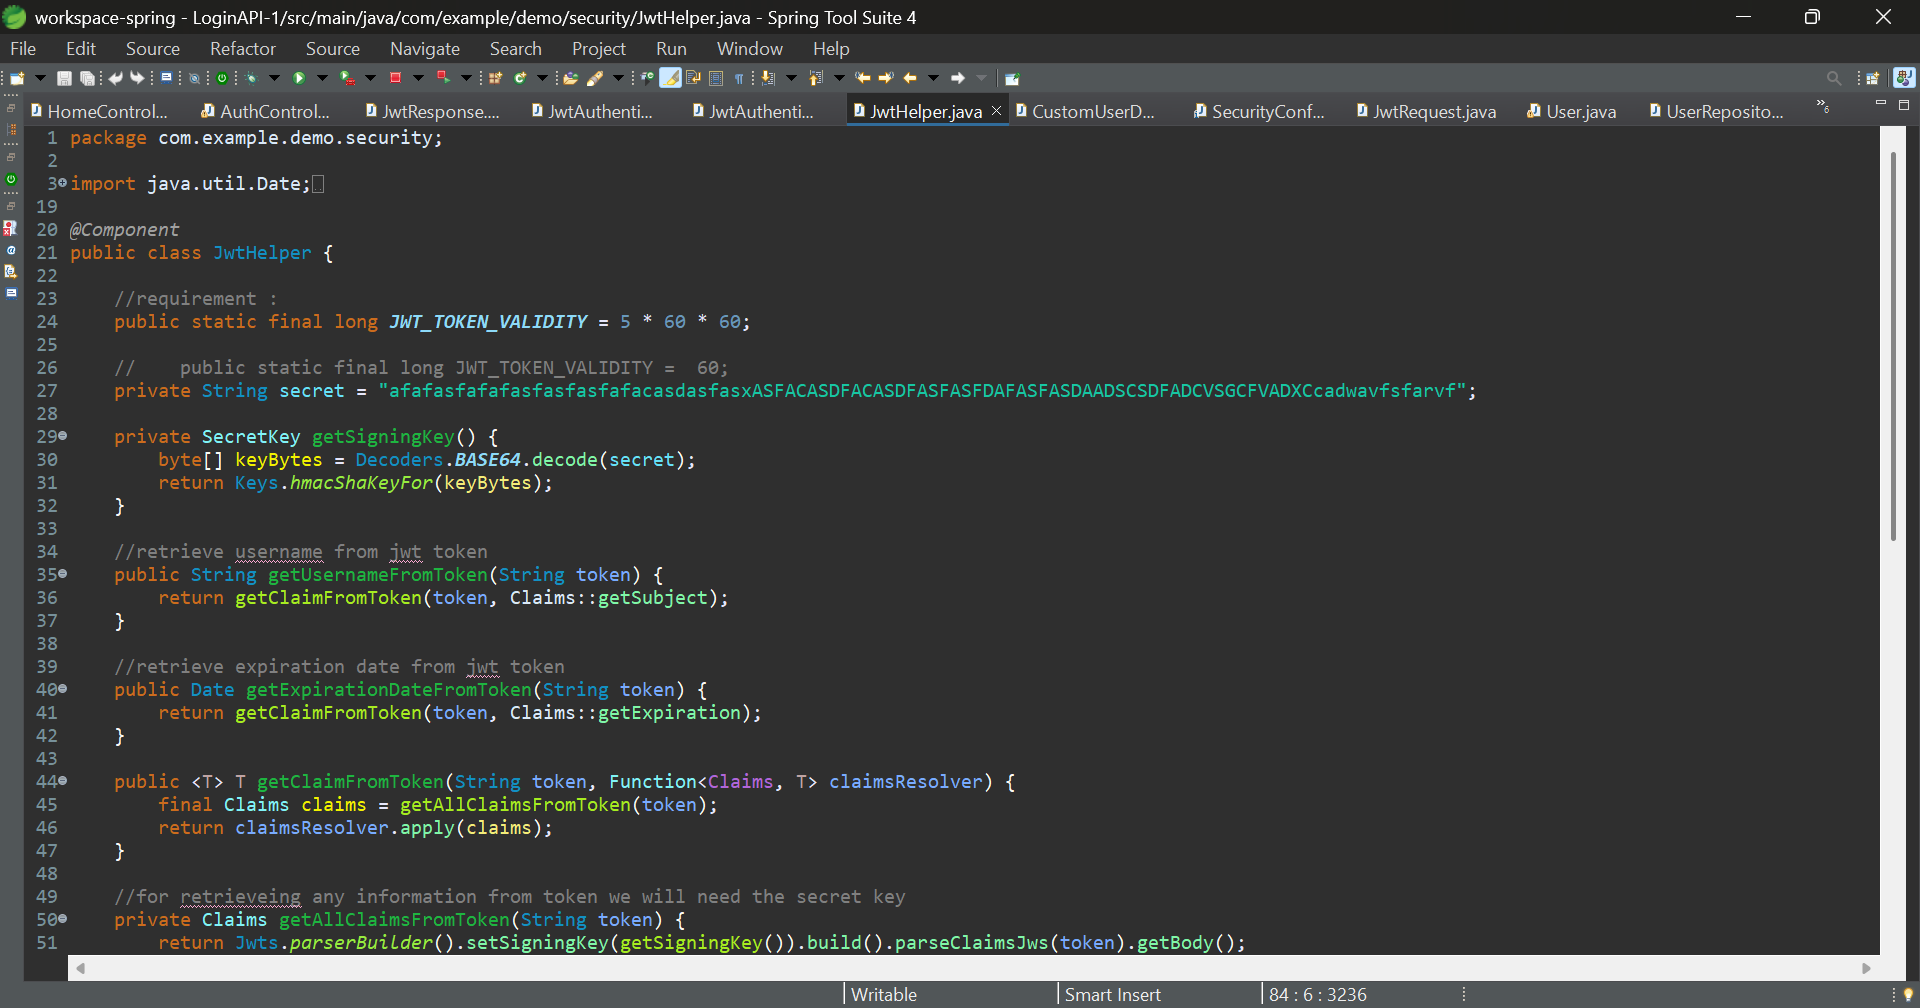 workspace-spring - LoginAPI-1/src/main/java/com/example/demo/security/JwtHelper.java - Spring Tool Suite 4
File Edit Source Refactor Source Navigate Search Project Run Window Help
HomeControl... AuthControl... JwtResponse.... JwtAuthenti... JwtAuthenti... JwtHelper.java CustomUserD... SecurityConf... JwtRequest.java User.java UserReposito... »6
1 package com.example.demo.security;
2
3 import java.util.Date;
19
20 @Component
21 public class JwtHelper {
22
23 //requirement :
24 public static final long JWT_TOKEN_VALIDITY = 5 * 60 * 60;
25
26 // public static final long JWT_TOKEN_VALIDITY = 60;
27 private String secret = "afafasfafafasfasfasfafacasdasfasxASFACASDFACASDFASFASFDAFASFASDAADSCSDFADCVSGCFVADXCcadwavfsfarvf";
28
29 private SecretKey getSigningKey() {
30 byte[] keyBytes = Decoders.BASE64.decode(secret);
31 return Keys.hmacShaKeyFor(keyBytes);
32 }
33
34 //retrieve username from jwt token
35 public String getUsernameFromToken(String token) {
36 return getClaimFromToken(token, Claims::getSubject);
37 }
38
39 //retrieve expiration date from jwt token
40 public Date getExpirationDateFromToken(String token) {
41 return getClaimFromToken(token, Claims::getExpiration);
42 }
43
44 public <T> T getClaimFromToken(String token, Function<Claims, T> claimsResolver) {
45 final Claims claims = getAllClaimsFromToken(token);
46 return claimsResolver.apply(claims);
47 }
48
49 //for retrieveing any information from token we will need the secret key
50 private Claims getAllClaimsFromToken(String token) {
51 return Jwts.parserBuilder().setSigningKey(getSigningKey()).build().parseClaimsJws(token).getBody();
Writable Smart Insert 84 : 6 : 3236